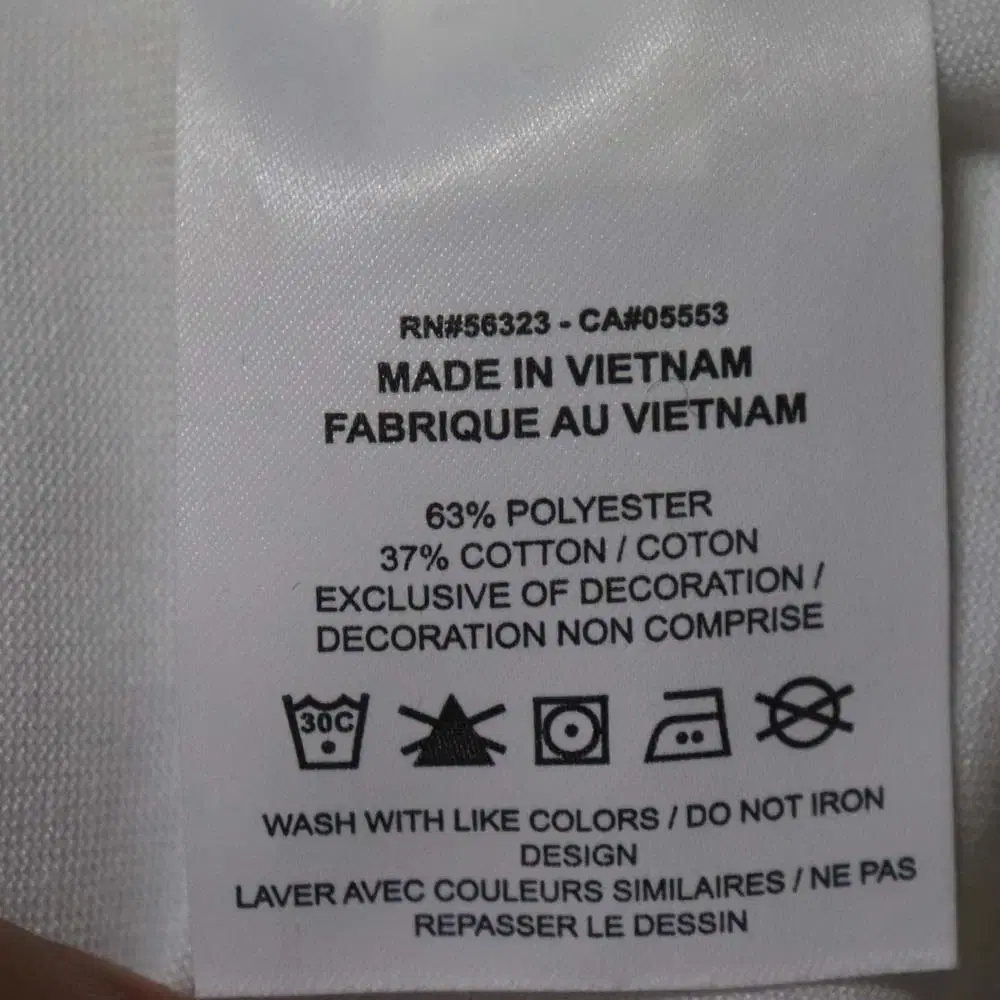 RN#56323 - CA#05553
MADE IN VIETNAM
FABRIQUE AU VIETNAM
63% POLYESTER
37% COTTON / COTON
EXCLUSIVE OF DECORATION /
DECORATION NON COMPRISE
30C
WASH WITH LIKE COLORS / DO NOT IRON
DESIGN
LAVER AVEC COULEURS SIMILAIRES / NE PAS
REPASSER LE DESSIN